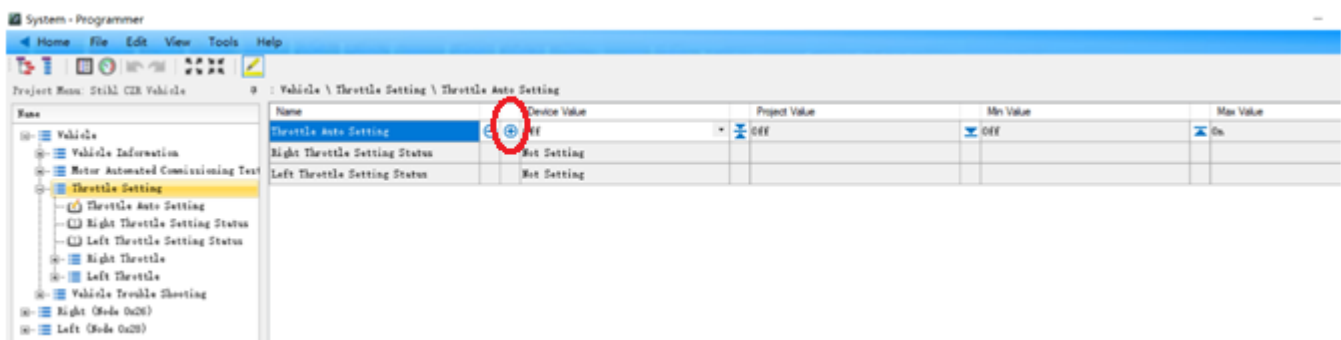 System - Programmer
Home File Edit View Tools Help
Project Menu: Stihl CZR Vehicle : Vehicle \ Throttle Setting \ Throttle Auto Setting
Name Name Device Value Project Value Min Value Max Value
Vehicle Throttle Auto Setting Off Off Off On
Vehicle Information Right Throttle Setting Status Not Setting
Motor Automated Commissioning Test Left Throttle Setting Status Not Setting
Throttle Setting
Throttle Auto Setting
Right Throttle Setting Status
Left Throttle Setting Status
Right Throttle
Left Throttle
Vehicle Trouble Shooting
Right (Node 0x26)
Left (Node 0x28)